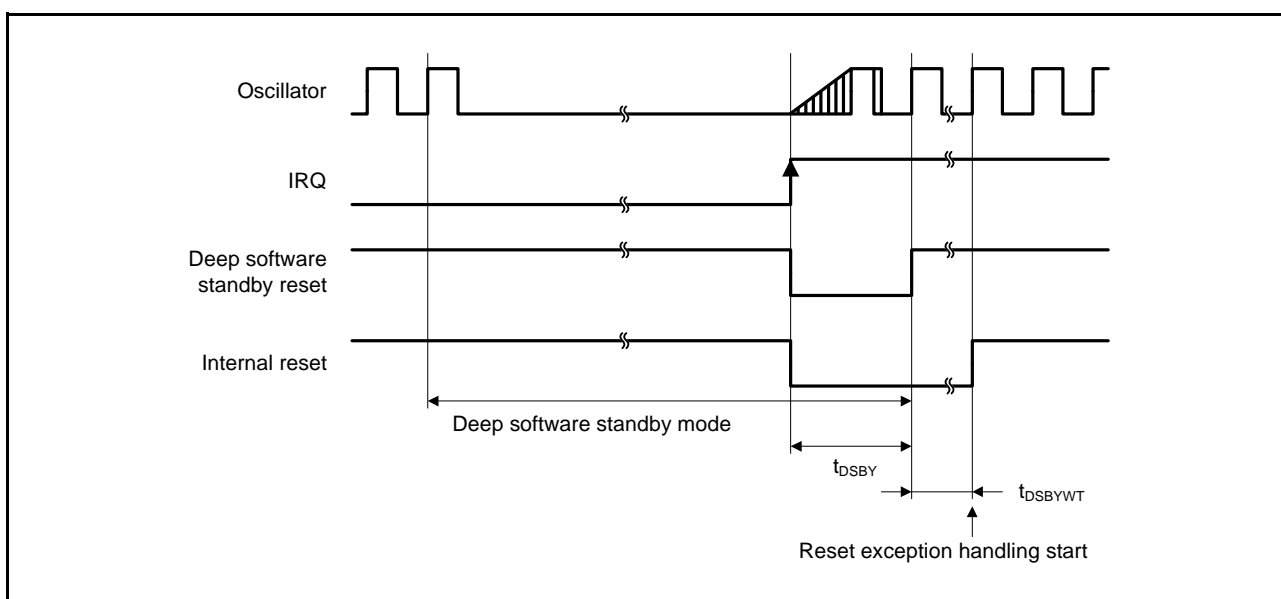 Oscillator
IRQ
Deep software
standby reset
Internal reset
Deep software standby mode
tDSBY
tDSBYWT
Reset exception handling start